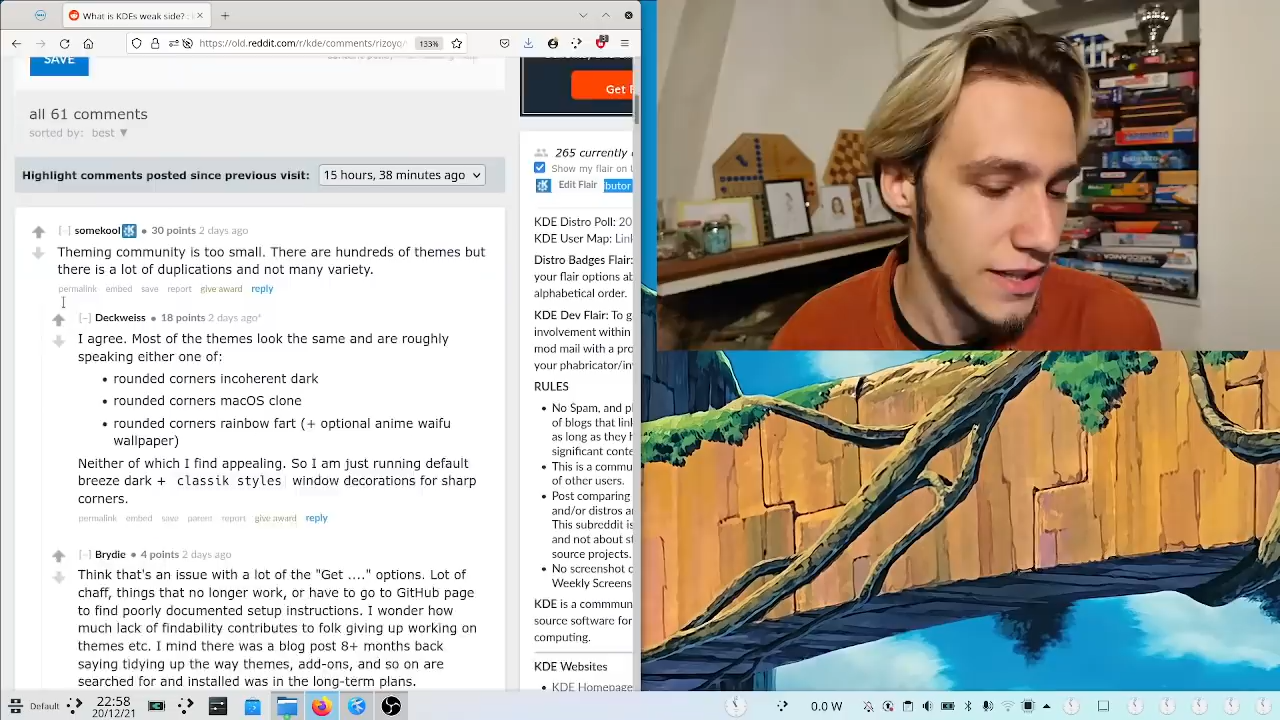 What is KDEs weak side? :
https://old.reddit.com/r/kde/comments/rizoyo/
133%
SAVE
all 61 comments
sorted by: best ▼
Highlight comments posted since previous visit: 15 hours, 38 minutes ago
[–] somekool • 30 points 2 days ago
Theming community is too small. There are hundreds of themes but
there is a lot of duplications and not many variety.
permalink embed save report give award reply
[–] Deckweiss • 18 points 2 days ago*
I agree. Most of the themes look the same and are roughly
speaking either one of:
• rounded corners incoherent dark
• rounded corners macOS clone
• rounded corners rainbow fart (+ optional anime waifu
wallpaper)
Neither of which I find appealing. So I am just running default
breeze dark + classik styles window decorations for sharp
corners.
permalink embed save parent report give award reply
[–] Brydie • 4 points 2 days ago
Think that's an issue with a lot of the "Get ...." options. Lot of
chaff, things that no longer work, or have to go to GitHub page
to find poorly documented setup instructions. I wonder how
much lack of findability contributes to folk giving up working on
themes etc. I mind there was a blog post 8+ months back
saying tidying up the way themes, add-ons, and so on are
searched for and installed was in the long-term plans.
Get
265 currently
Show my flair on
Edit Flair
KDE Distro Poll: 20
KDE User Map: Lin
Distro Badges Flair:
your flair options
alphabetical order.
KDE Dev Flair: To g
involvement within
mod mail with a pro
your phabricator/in
RULES
• No Spam, and pl
of blogs that lin
as long as they h
significant conte
• This is a commu
of other users.
• Post comparing
and/or distros a
This subreddit is
and not about s
source projects.
• No screenshot
Weekly Screens
KDE is a commun
source software for
computing.
KDE Websites
• KDE Homepage
Default
22:58
20/12/21
0.0 W